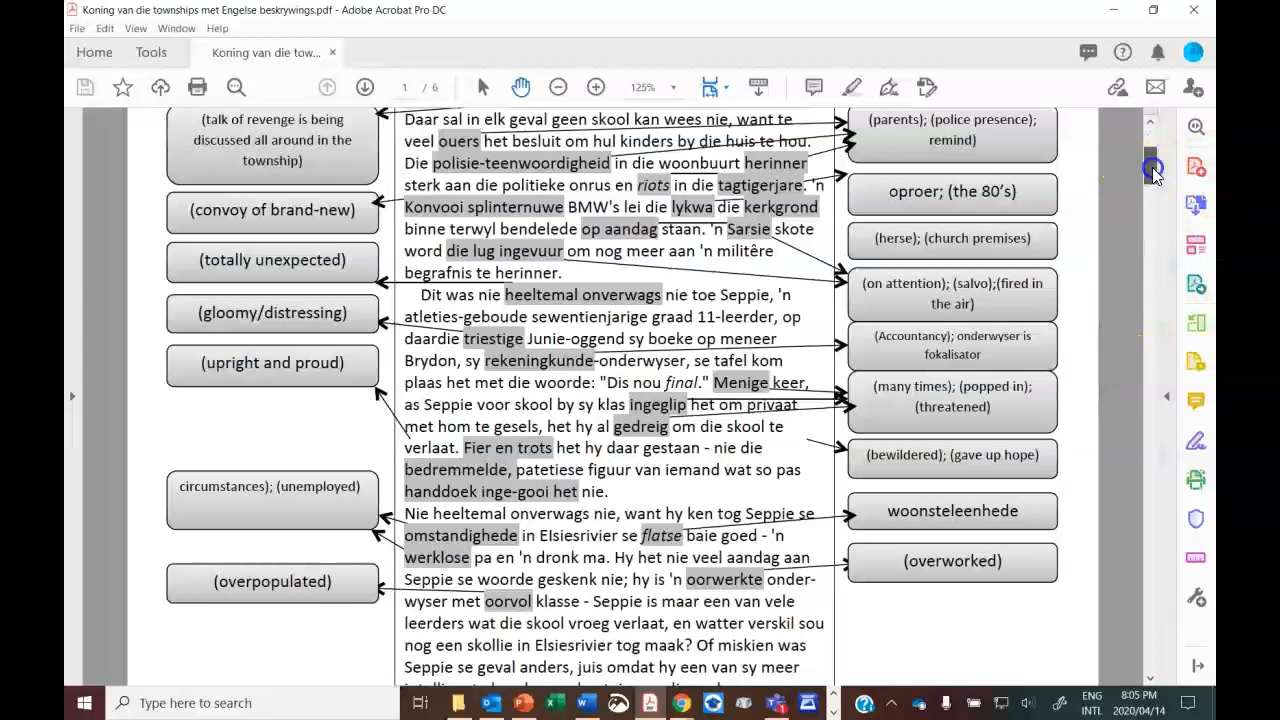 Koning van die townships met Engelse beskrywings.pdf - Adobe Acrobat Pro DC
File Edit View Window Help
Home Tools Koning van die tow... ×
1 / 6 125%
(talk of revenge is being
discussed all around in the
township)
(convoy of brand-new)
(totally unexpected)
(gloomy/distressing)
(upright and proud)
circumstances); (unemployed)
(overpopulated)
Daar sal in elk geval geen skool kan wees nie, want te
veel ouers het besluit om hul kinders by die huis te hou.
Die polisie-teenwoordigheid in die woonbuurt herinner
sterk aan die politieke onrus en riots in die tagtigerjare. 'n
Konvooi splinternuwe BMW's lei die lykwa die kerkgrond
binne terwyl bendelede op aandag staan. 'n Sarsie skote
word die lug ingevuur om nog meer aan 'n militêre
begrafnis te herinner.
Dit was nie heeltemal onverwags nie toe Seppie, 'n
atleties-geboude sewentienjarige graad 11-leerder, op
daardie triestige Junie-oggend sy boeke op meneer
Brydon, sy rekeningkunde-onderwyser, se tafel kom
plaas het met die woorde: "Dis nou final." Menige keer,
as Seppie voor skool by sy klas ingeglip het om privaat
met hom te gesels, het hy al gedreig om die skool te
verlaat. Fier en trots het hy daar gestaan - nie die
bedremmelde, patetiese figuur van iemand wat so pas
handdoek inge-gooi het nie.
Nie heeltemal onverwags nie, want hy ken tog Seppie se
omstandighede in Elsiesrivier se flatse baie goed - 'n
werklose pa en 'n dronk ma. Hy het nie veel aandag aan
Seppie se woorde geskenk nie; hy is 'n oorwerkte onder-
wyser met oorvol klasse - Seppie is maar een van vele
leerders wat die skool vroeg verlaat, en watter verskil sou
nog een skollie in Elsiesrivier tog maak? Of miskien was
Seppie se geval anders, juis omdat hy een van sy meer
(parents); (police presence);
remind)
oproer; (the 80's)
(herse); (church premises)
(on attention); (salvo);(fired in
the air)
(Accountancy); onderwyser is
fokalisator
(many times); (popped in);
(threatened)
(bewildered); (gave up hope)
woonsteleenhede
(overworked)
Type here to search
ENG
INTL
8:05 PM
2020/04/14